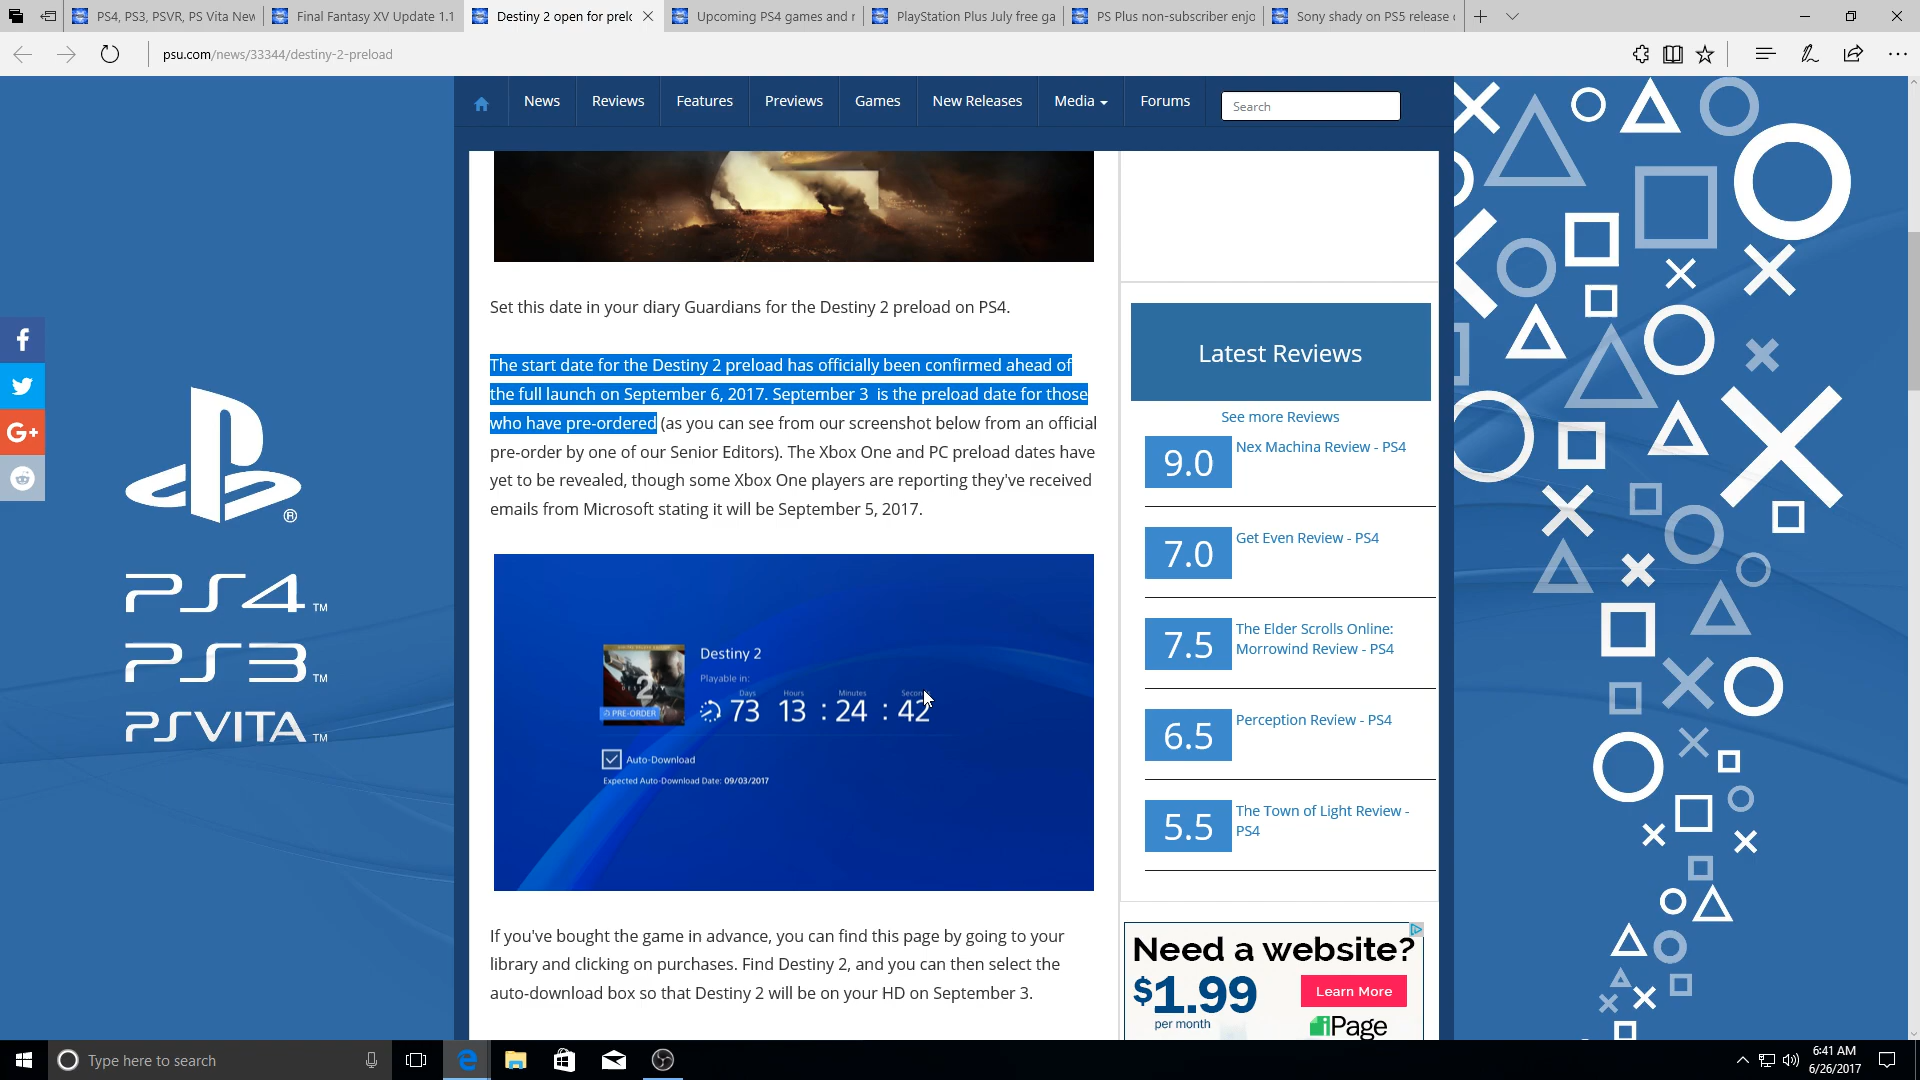 PS4, PS3, PSVR, PS Vita New
Final Fantasy XV Update 1.1
Destiny 2 open for prelo
Upcoming PS4 games and r
PlayStation Plus July free ga
PS Plus non-subscriber enjo
Sony shady on PS5 release
psu.com/news/33344/destiny-2-preload
News
Reviews
Features
Previews
Games
New Releases
Media
Forums
Search
Set this date in your diary Guardians for the Destiny 2 preload on PS4.
The start date for the Destiny 2 preload has officially been confirmed ahead of
the full launch on September 6, 2017. September 3  is the preload date for those
who have pre-ordered (as you can see from our screenshot below from an official
pre-order by one of our Senior Editors). The Xbox One and PC preload dates have
yet to be revealed, though some Xbox One players are reporting they've received
emails from Microsoft stating it will be September 5, 2017.
2
DESTINY
PRE-ORDER
Destiny 2
Playable in:
Days Hours Minutes
73 13 : 24 : 42
Auto-Download
Expected Auto-Download Date: 09/03/2017
If you've bought the game in advance, you can find this page by going to your
library and clicking on purchases. Find Destiny 2, and you can then select the
auto-download box so that Destiny 2 will be on your HD on September 3.
Latest Reviews
See more Reviews
9.0 Nex Machina Review - PS4
7.0 Get Even Review - PS4
7.5 The Elder Scrolls Online:
Morrowind Review - PS4
6.5 Perception Review - PS4
5.5 The Town of Light Review -
PS4
Need a website?
$1.99
per month
Learn More
iPage
®
PS4™
PS3™
PSVITA™
G+
Type here to search
6:41 AM
6/26/2017